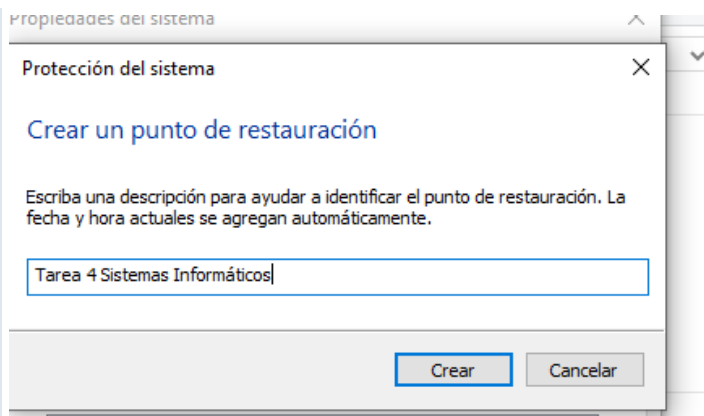 Propiedades del sistema
Protección del sistema
Crear un punto de restauración
Escriba una descripción para ayudar a identificar el punto de restauración. La
fecha y hora actuales se agregan automáticamente.
Tarea 4 Sistemas Informáticos
Crear
Cancelar